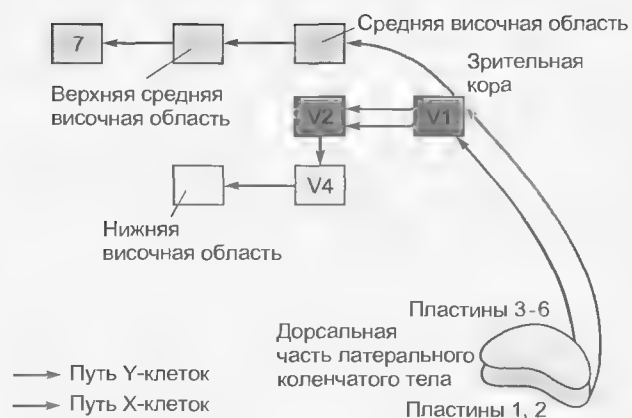 Средняя височная область
7
Зрительная
кора
Верхняя средняя
височная область
V2
V1
V4
Нижняя
височная область
Пластины 3-6
Дорсальная
часть латерального
коленчатого тела
Путь Y-клеток
Путь X-клеток
Пластины 1, 2